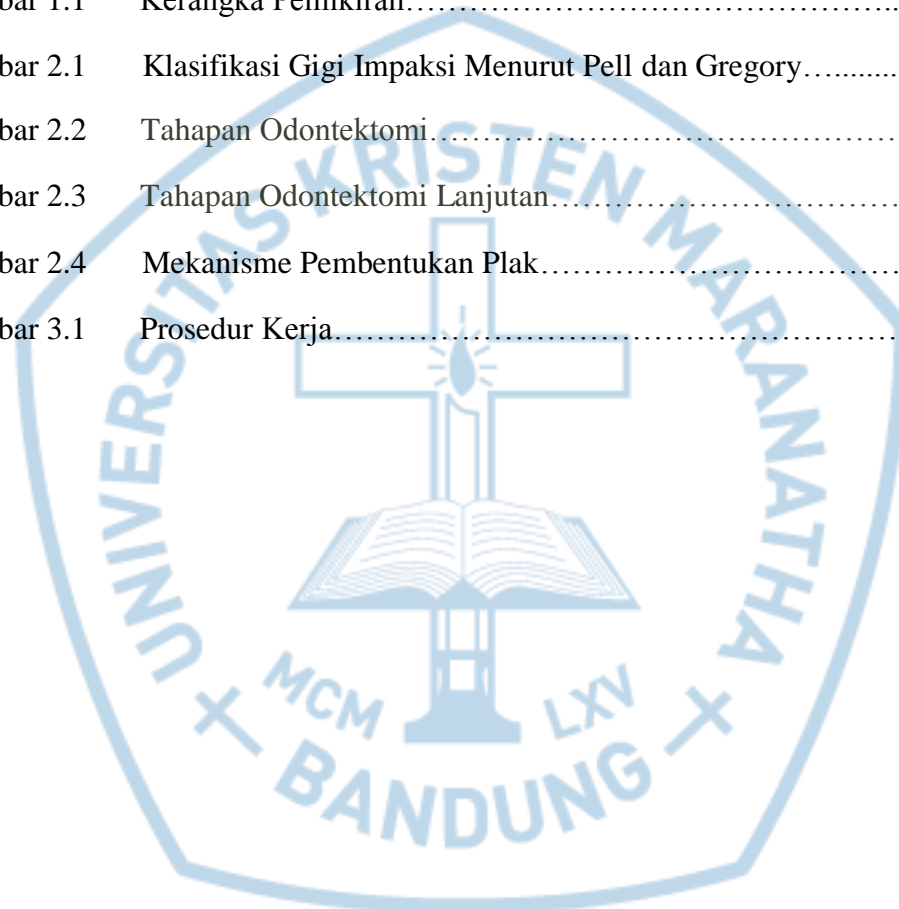 bar 1.1 Kerangka Pemikiran………………………………………………..
bar 2.1 Klasifikasi Gigi Impaksi Menurut Pell dan Gregory…........
bar 2.2 Tahapan Odontektomi………………………………………
bar 2.3 Tahapan Odontektomi Lanjutan……………………………
bar 2.4 Mekanisme Pembentukan Plak……………………………
bar 3.1 Prosedur Kerja………………………………………………
UNIVERSITAS KRISTEN MARANATHA
MCM LXV
BANDUNG